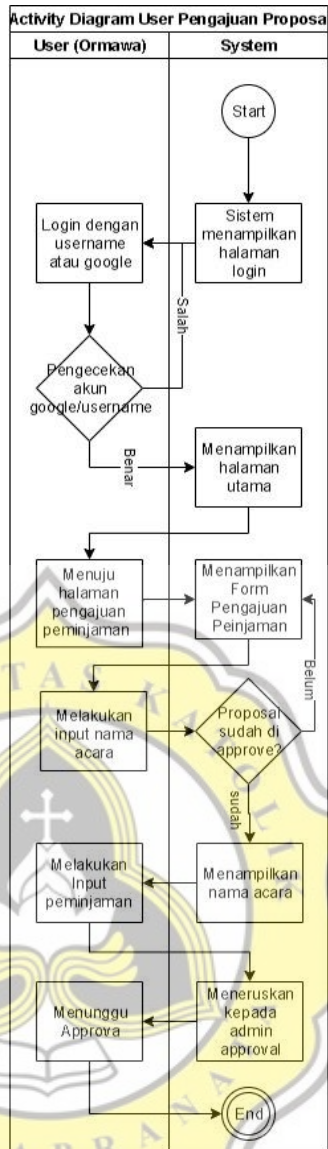 Activity Diagram User Pengajuan Proposa
User (Ormawa)
System
Start
Sistem
menampilkan
halaman
login
Login dengan
username
atau google
Salah
Pengecekan
akun
google/username
Benar
Menampilkan
halaman
utama
Menuju
halaman
pengajuan
peminjaman
Menampilkan
Form
Pengajuan
Peinjaman
Belum
Melakukan
input nama
acara
Proposal
sudah di
approve?
sudah
Menampilkan
nama acara
Melakukan
Input
peminjaman
Meneruskan
kepada
admin
approval
Menunggu
Approva
End